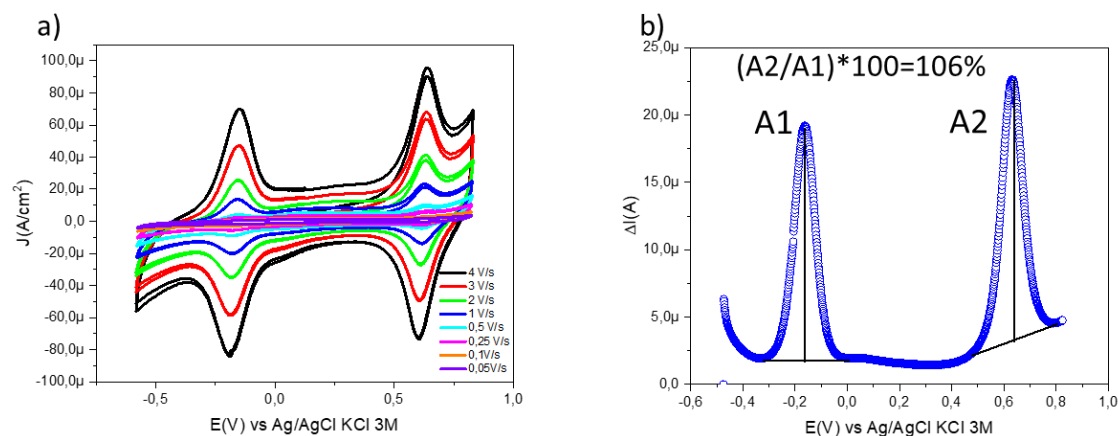 a)
J(A/cm²)
100,0µ
80,0µ
60,0µ
40,0µ
20,0µ
0,0
-20,0µ
-40,0µ
-60,0µ
-80,0µ
-100,0µ
4 V/s
3 V/s
2 V/s
1 V/s
0,5 V/s
0,25 V/s
0,1V/s
0,05V/s
-0,5 0,0 0,5 1,0
E(V) vs Ag/AgCl KCl 3M
b)
ΔI(A)
25,0µ
20,0µ
15,0µ
10,0µ
5,0µ
0,0
(A2/A1)*100=106%
A1 A2
-0,6 -0,4 -0,2 0,0 0,2 0,4 0,6 0,8 1,0
E(V) vs Ag/AgCl KCl 3M